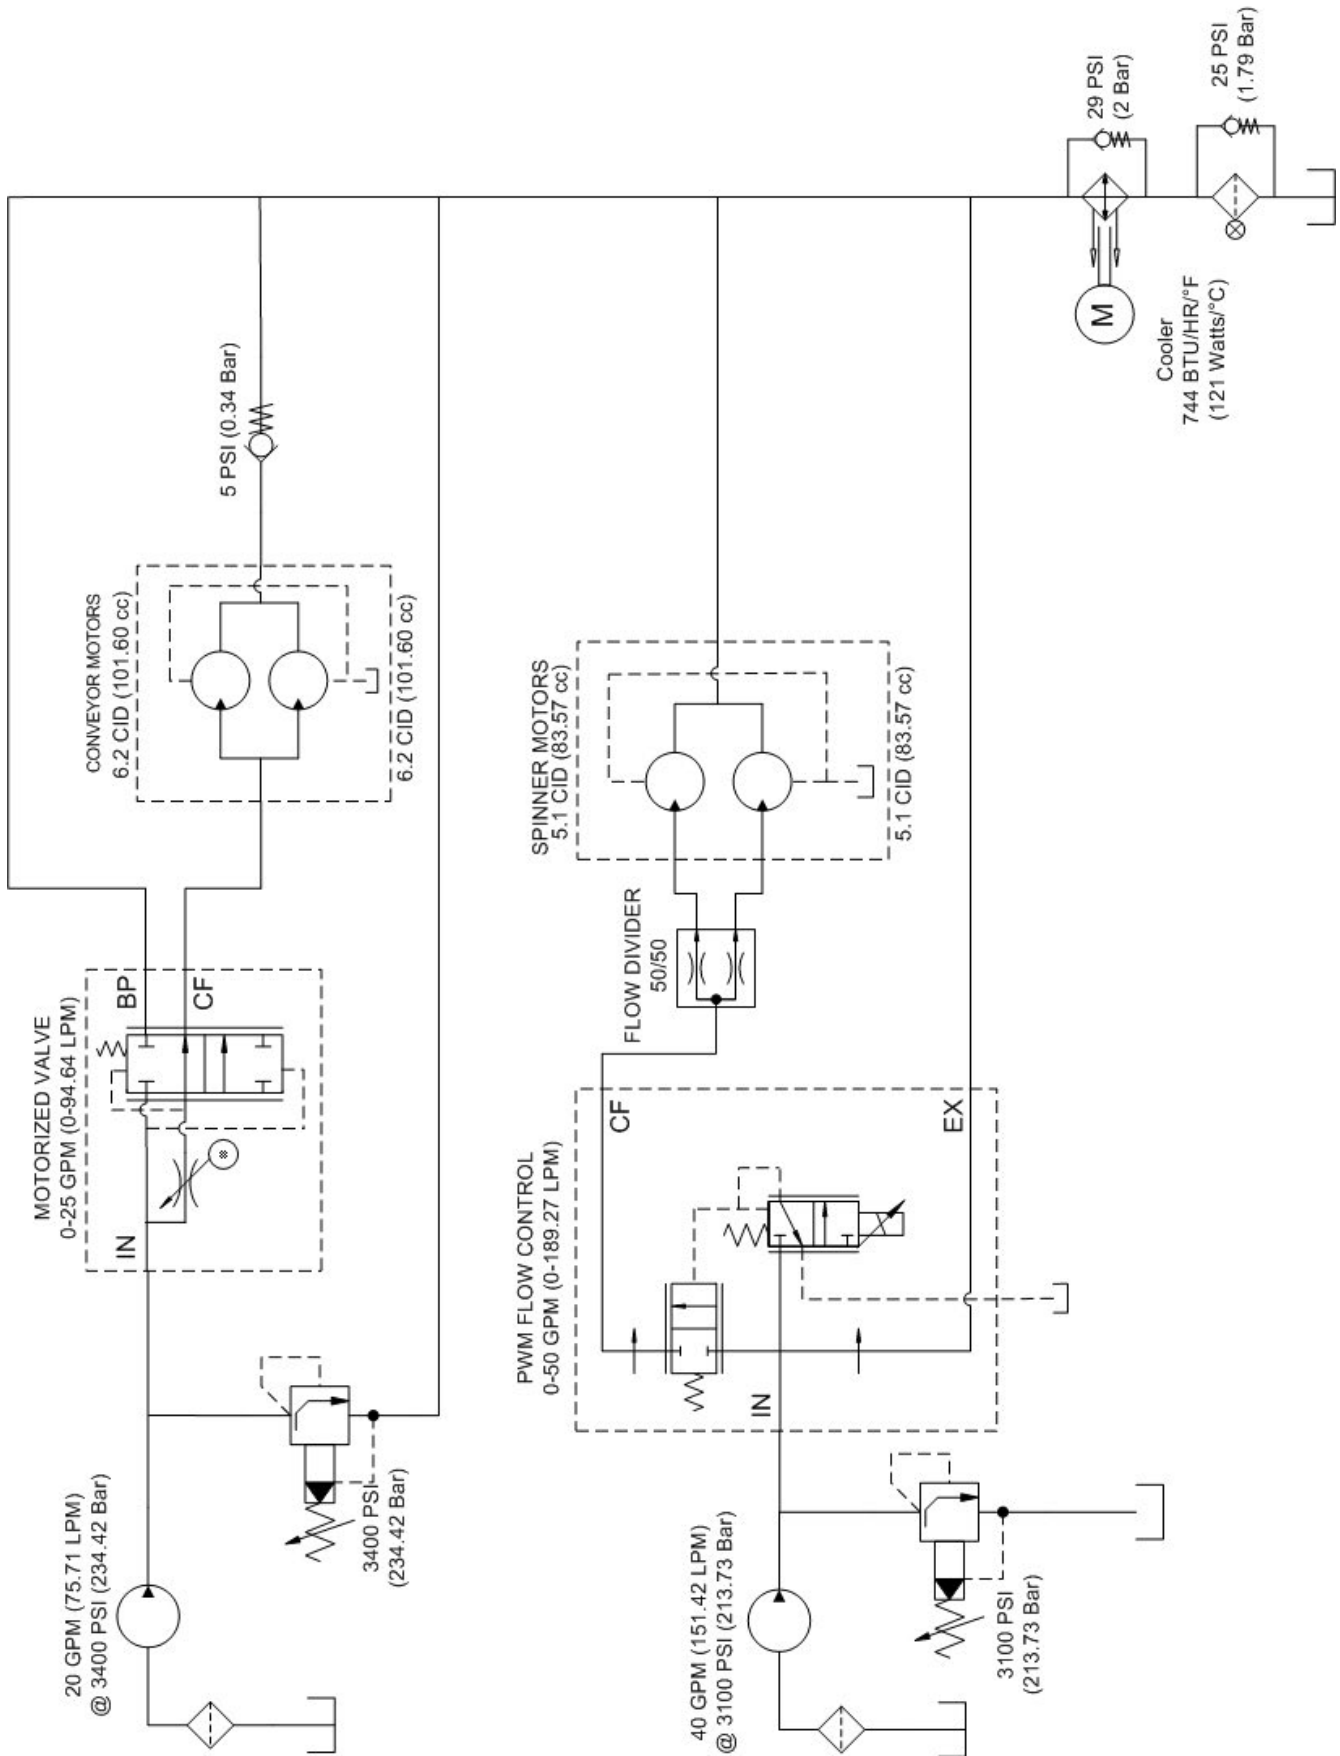 20 GPM (75.71 LPM)
@ 3400 PSI (234.42 Bar)
3400 PSI
(234.42 Bar)
MOTORIZED VALVE
0-25 GPM (0-94.64 LPM)
IN
BP
CF
CONVEYOR MOTORS
6.2 CID (101.60 cc)
6.2 CID (101.60 cc)
5 PSI (0.34 Bar)
40 GPM (151.42 LPM)
@ 3100 PSI (213.73 Bar)
3100 PSI
(213.73 Bar)
PWM FLOW CONTROL
0-50 GPM (0-189.27 LPM)
IN
CF
EX
FLOW DIVIDER
50/50
SPINNER MOTORS
5.1 CID (83.57 cc)
5.1 CID (83.57 cc)
M
Cooler
744 BTU/HR/°F
(121 Watts/°C)
29 PSI
(2 Bar)
25 PSI
(1.79 Bar)